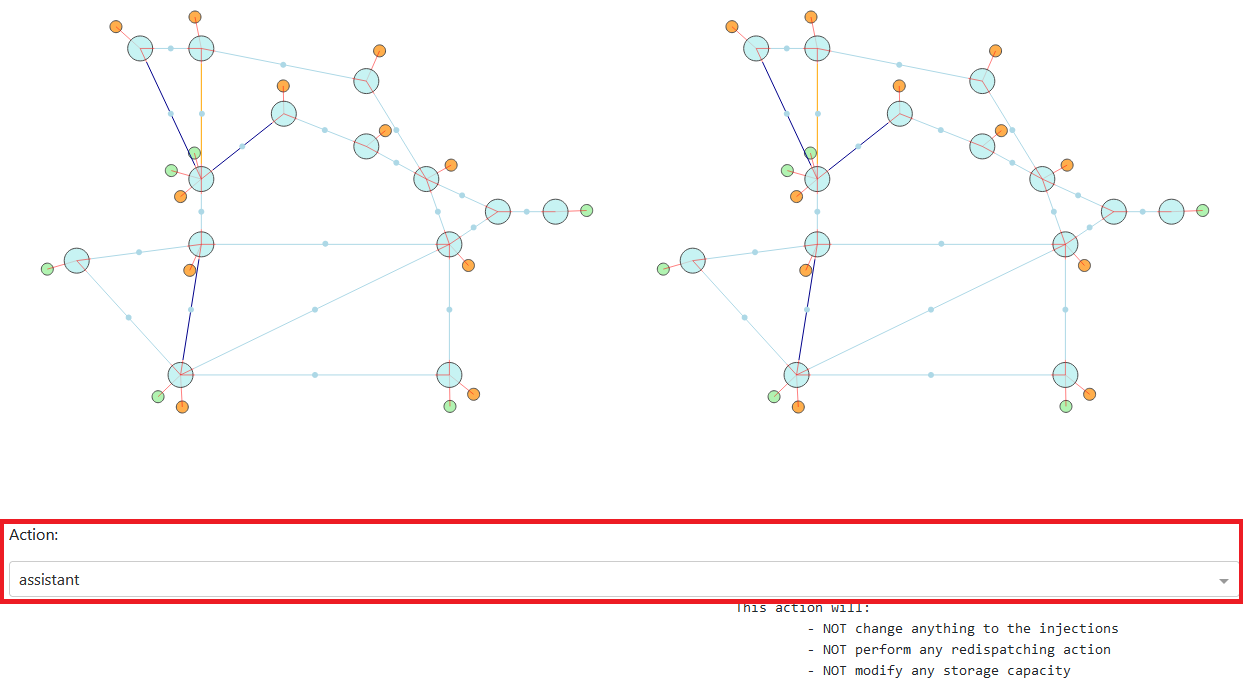 Action:
assistant
This action will:
- NOT change anything to the injections
- NOT perform any redispatching action
- NOT modify any storage capacity